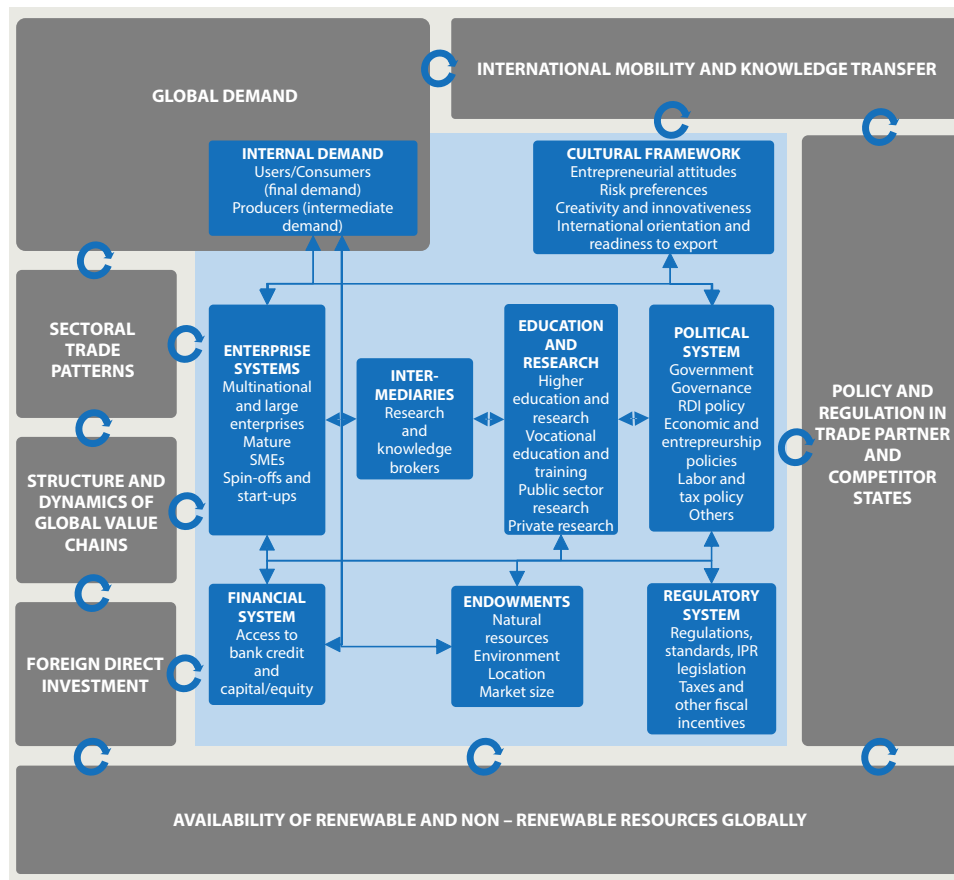 GLOBAL DEMAND
INTERNATIONAL MOBILITY AND KNOWLEDGE TRANSFER
INTERNAL DEMAND
Users/Consumers
(final demand)
Producers (intermediate
demand)
CULTURAL FRAMEWORK
Entrepreneurial attitudes
Risk preferences
Creativity and innovativeness
International orientation and
readiness to export
SECTORAL
TRADE
PATTERNS
ENTERPRISE
SYSTEMS
Multinational
and large
enterprises
Mature
SMEs
Spin-offs and
start-ups
INTER-
MEDIARIES
Research
and
knowledge
brokers
EDUCATION
AND
RESEARCH
Higher
education and
research
Vocational
education and
training
Public sector
research
Private research
POLITICAL
SYSTEM
Government
Governance
RDI policy
Economic and
entrepreurship
policies
Labor and
tax policy
Others
POLICY AND
REGULATION IN
TRADE PARTNER
AND
COMPETITOR
STATES
STRUCTURE AND
DYNAMICS OF
GLOBAL VALUE
CHAINS
FOREIGN DIRECT
INVESTMENT
FINANCIAL
SYSTEM
Access to
bank credit
and
capital/equity
ENDOWMENTS
Natural
resources
Environment
Location
Market size
REGULATORY
SYSTEM
Regulations,
standards, IPR
legislation
Taxes and
other fiscal
incentives
AVAILABILITY OF RENEWABLE AND NON – RENEWABLE RESOURCES GLOBALLY